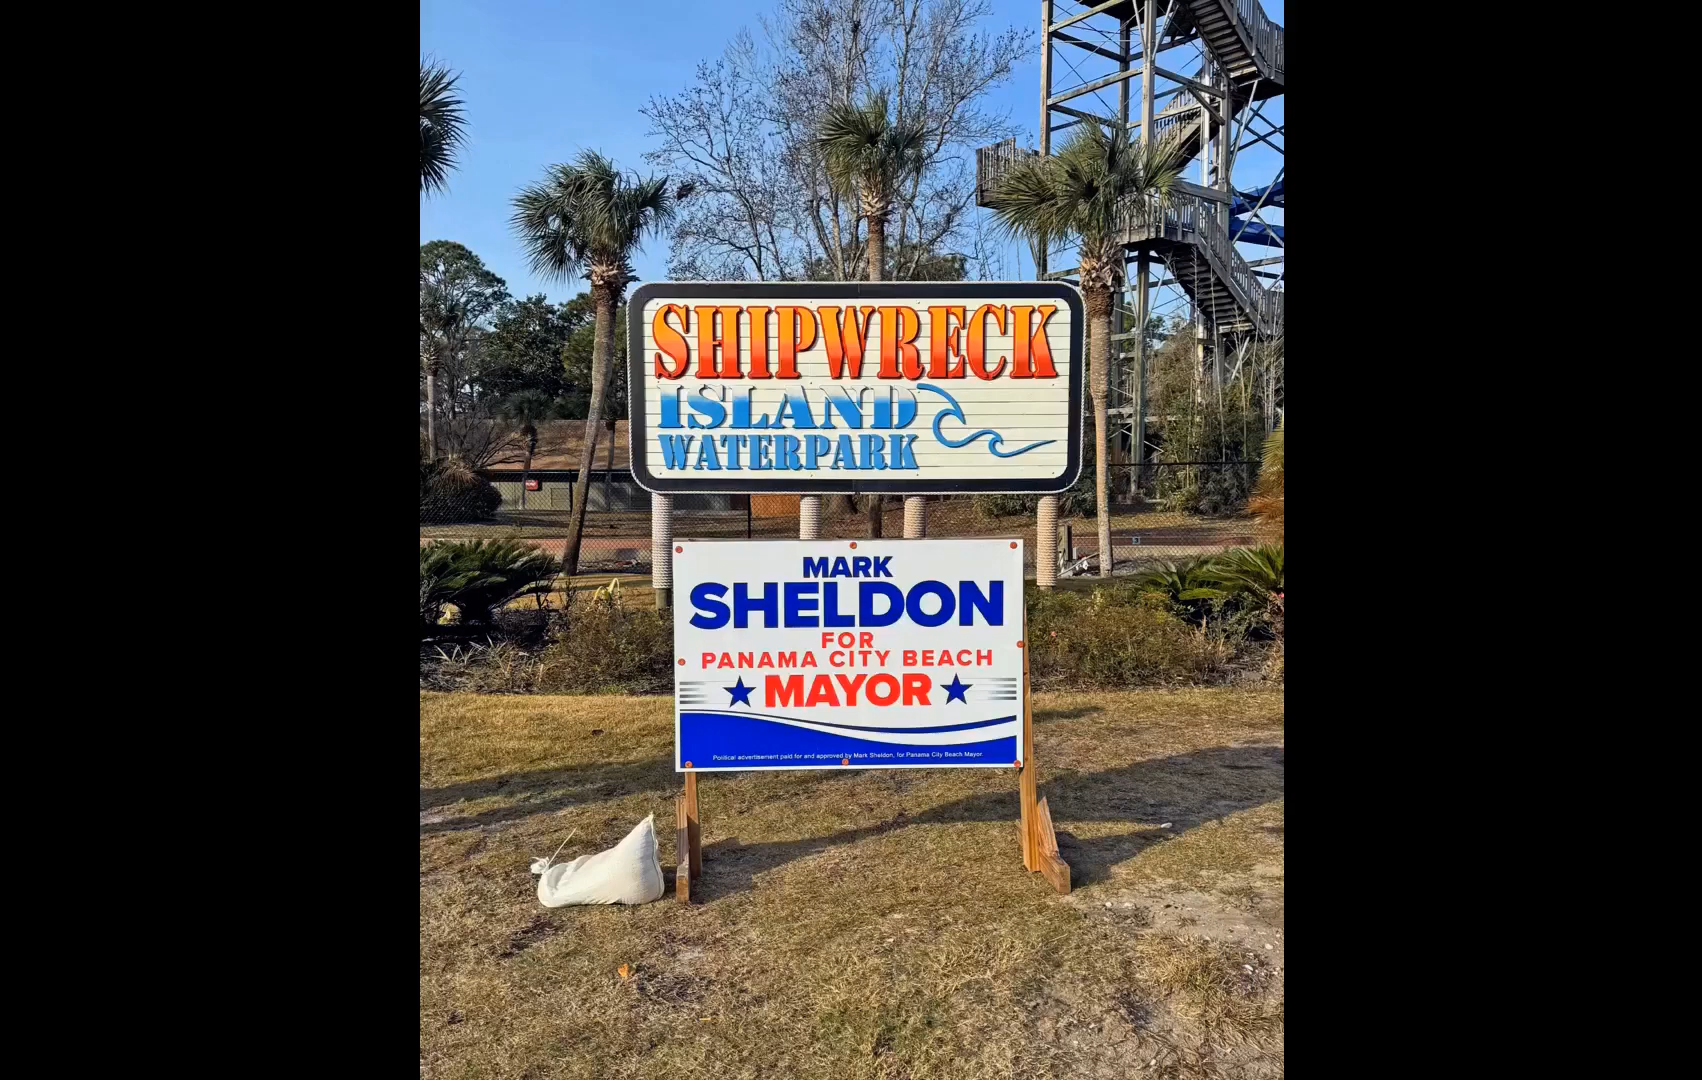 SHIPWRECK
ISLAND
WATERPARK
MARK
SHELDON
FOR
PANAMA CITY BEACH
MAYOR
Political advertisement paid for and approved by Mark Sheldon, for Panama City Beach Mayor.